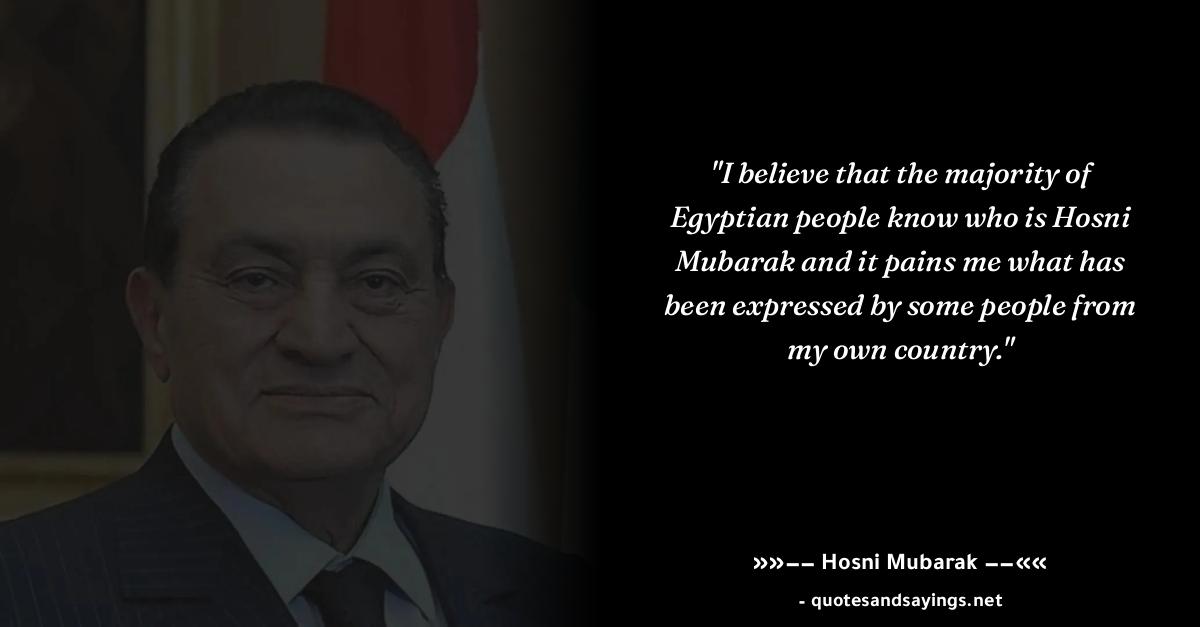 "I believe that the majority of
Egyptian people know who is Hosni
Mubarak and it pains me what has
been expressed by some people from
my own country."
»»−− Hosni Mubarak −−««
- quotesandsayings.net